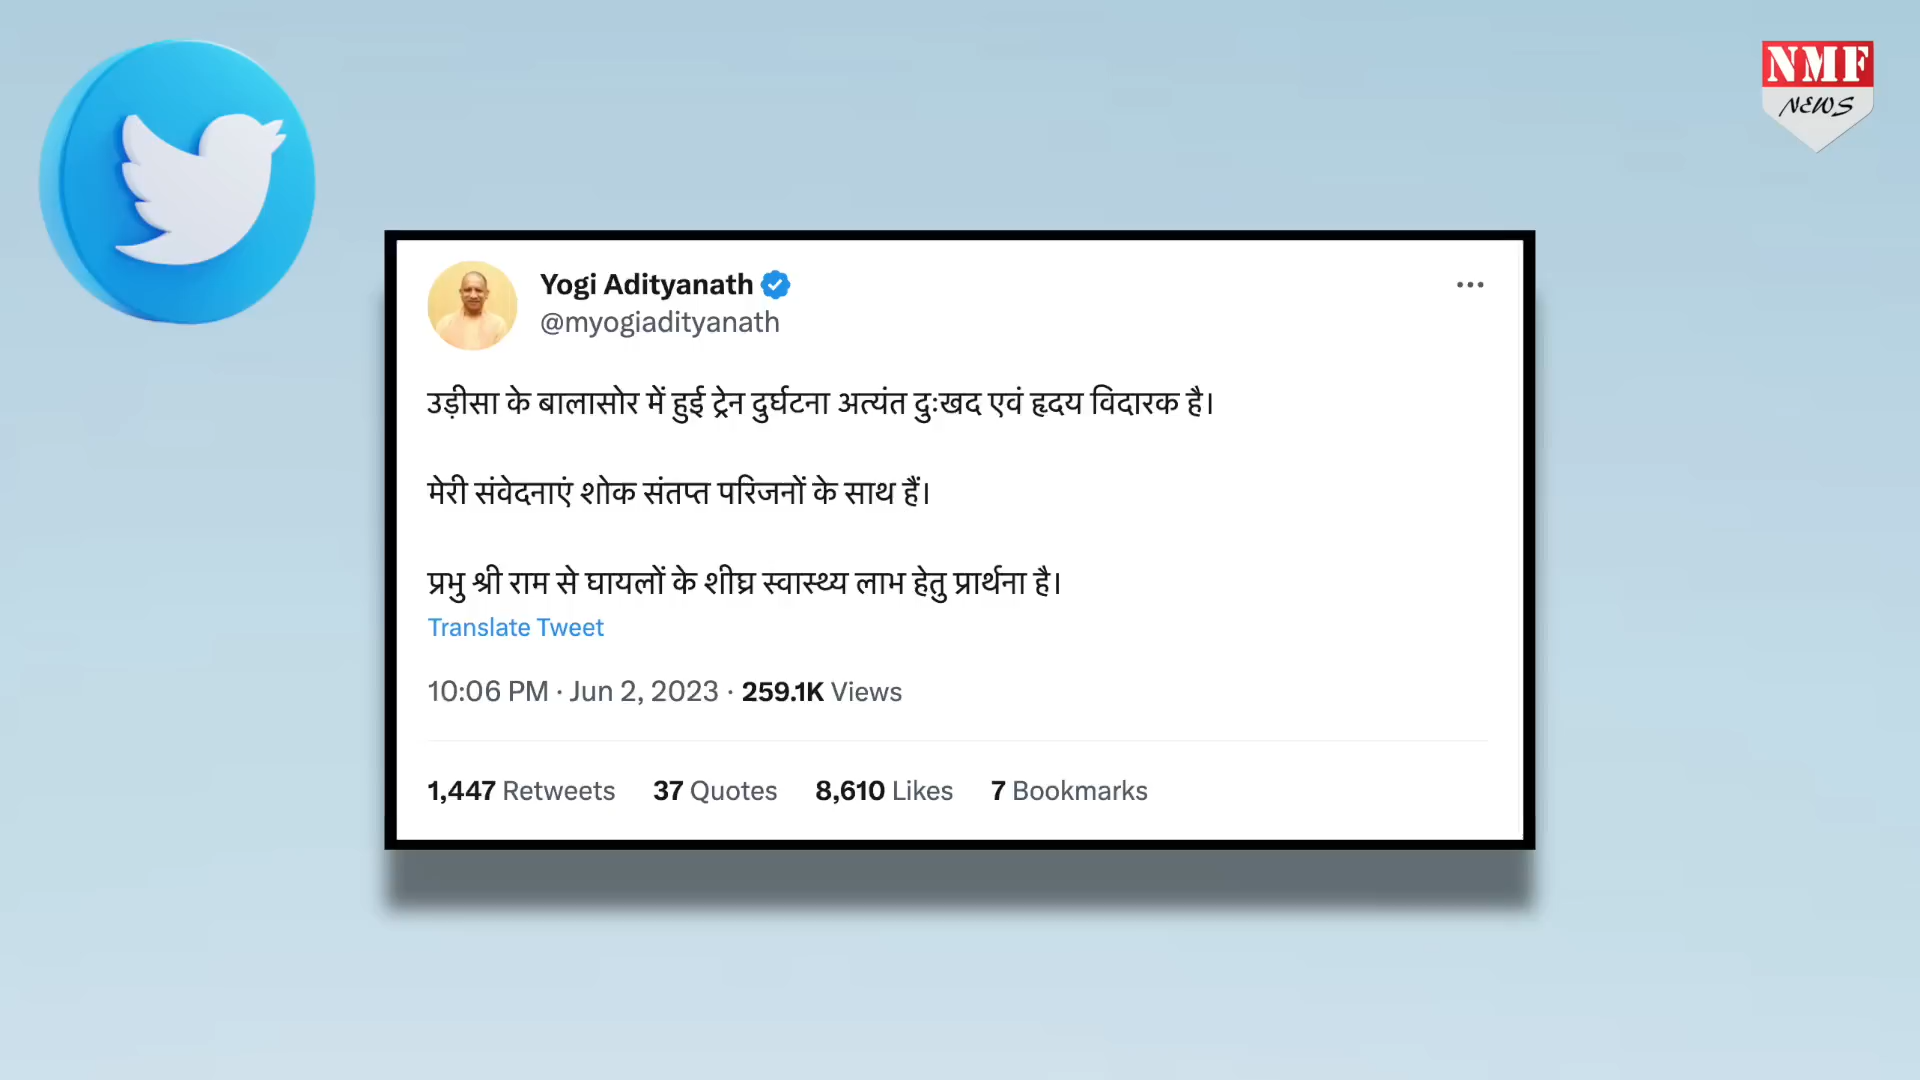 NMF
NEWS
Yogi Adityanath
@myogiadityanath
उड़ीसा के बालासोर में हुई ट्रेन दुर्घटना अत्यंत दुःखद एवं हृदय विदारक है।
मेरी संवेदनाएं शोक संतप्त परिजनों के साथ हैं।
प्रभु श्री राम से घायलों के शीघ्र स्वास्थ्य लाभ हेतु प्रार्थना है।
Translate Tweet
10:06 PM · Jun 2, 2023 · 259.1K Views
1,447 Retweets 37 Quotes 8,610 Likes 7 Bookmarks